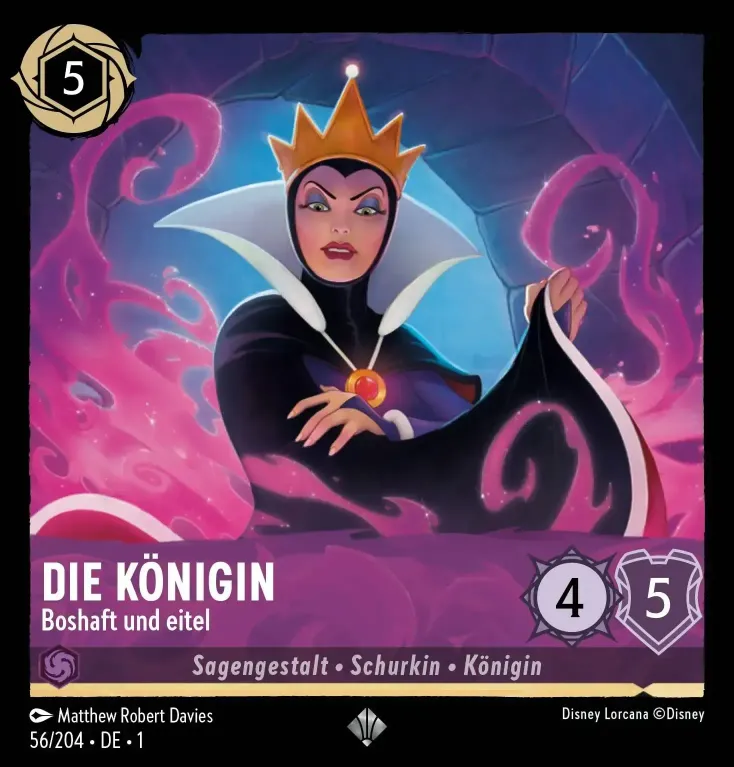 5
DIE KÖNIGIN
Boshaft und eitel
4
5
Sagengestalt • Schurkin • Königin
Matthew Robert Davies
Disney Lorcana ©Disney
56/204 • DE • 1